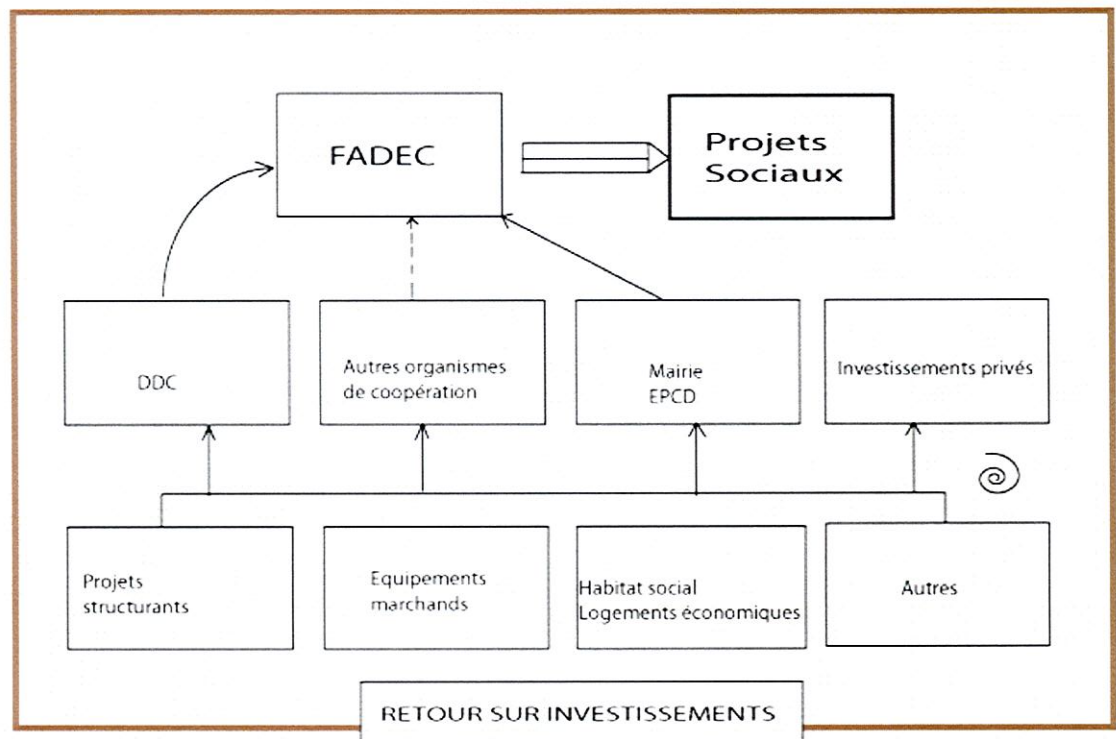 FADEC
Projets
Sociaux
DDC
Autres organismes
de coopération
Mairie
EPCD
Investissements privés
Projets
structurants
Equipements
marchands
Habitat social
Logements économiques
Autres
RETOUR SUR INVESTISSEMENTS